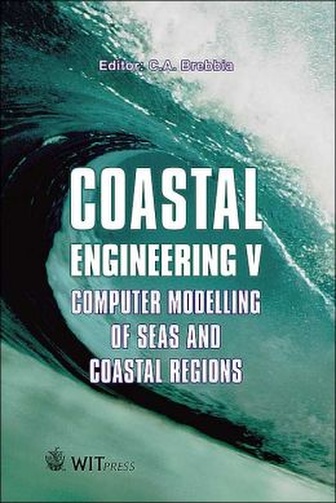 Editor: C.A. Brebbia
COASTAL
ENGINEERING V
COMPUTER MODELLING
OF SEAS AND
COASTAL REGIONS
WIT PRESS